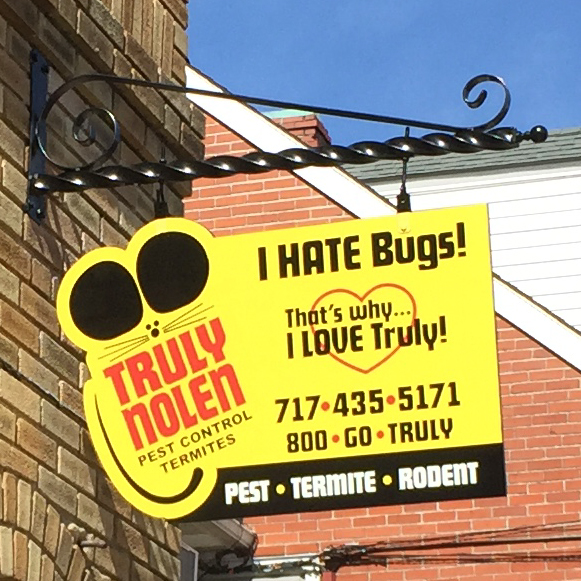 I HATE Bugs!
That's why...
I LOVE Truly!
717•435•5171
800•GO•TRULY
PEST•TERMITE•RODENT
TRULY
NOLEN
PEST CONTROL
TERMITES